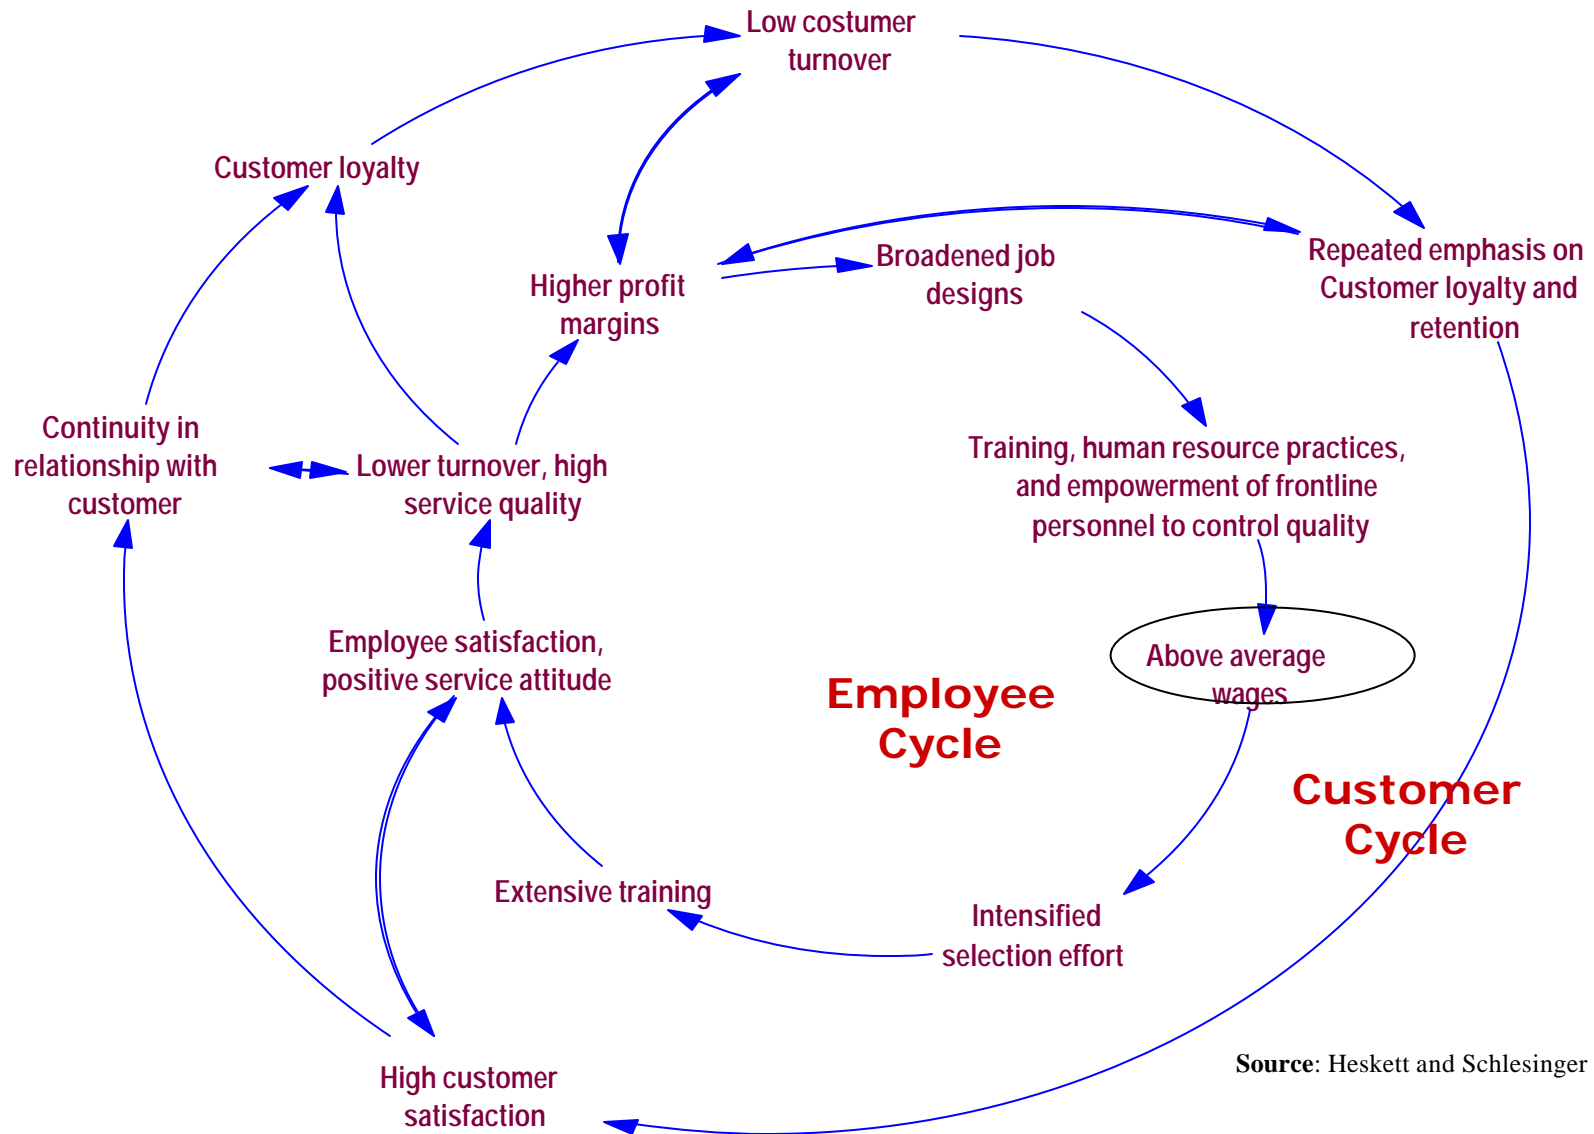 Low costumer
turnover
Customer loyalty
Higher profit
margins
Broadened job
designs
Repeated emphasis on
Customer loyalty and
retention
Continuity in
relationship with
customer
Lower turnover, high
service quality
Training, human resource practices,
and empowerment of frontline
personnel to control quality
Employee satisfaction,
positive service attitude
Above average
wages
Employee
Cycle
Customer
Cycle
Extensive training
Intensified
selection effort
High customer
satisfaction
Source: Heskett and Schlesinger